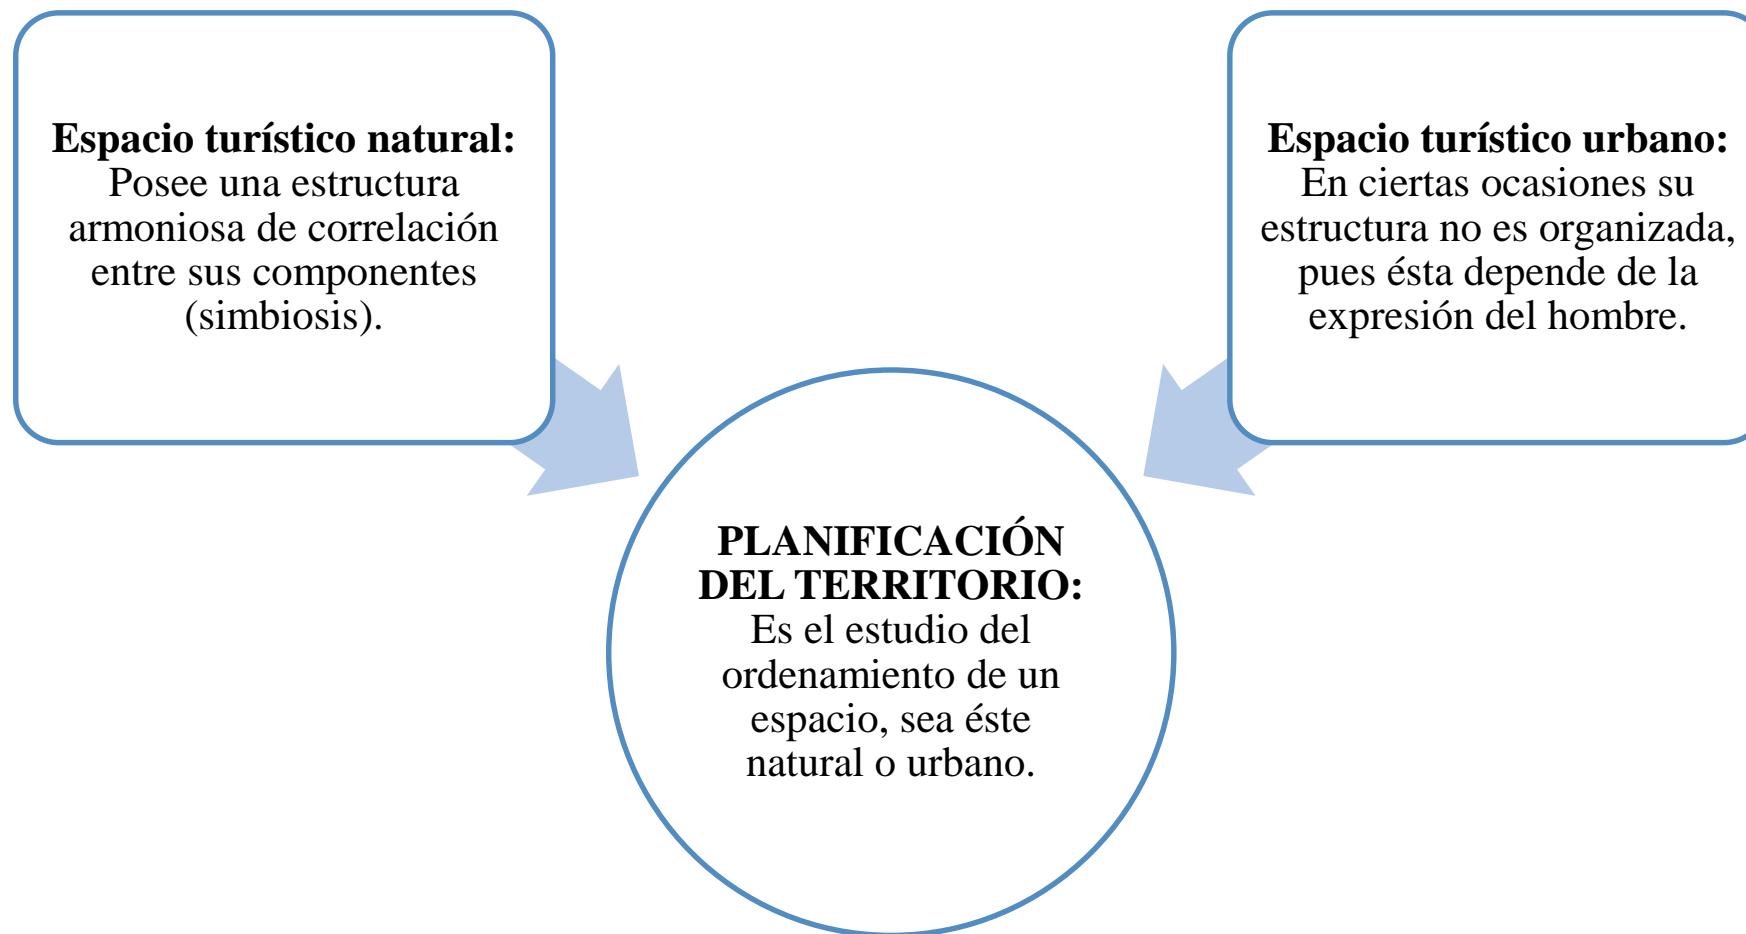 Espacio turístico natural:
Posee una estructura
armoniosa de correlación
entre sus componentes
(simbiosis).
Espacio turístico urbano:
En ciertas ocasiones su
estructura no es organizada,
pues ésta depende de la
expresión del hombre.
PLANIFICACIÓN
DEL TERRITORIO:
Es el estudio del
ordenamiento de un
espacio, sea éste
natural o urbano.